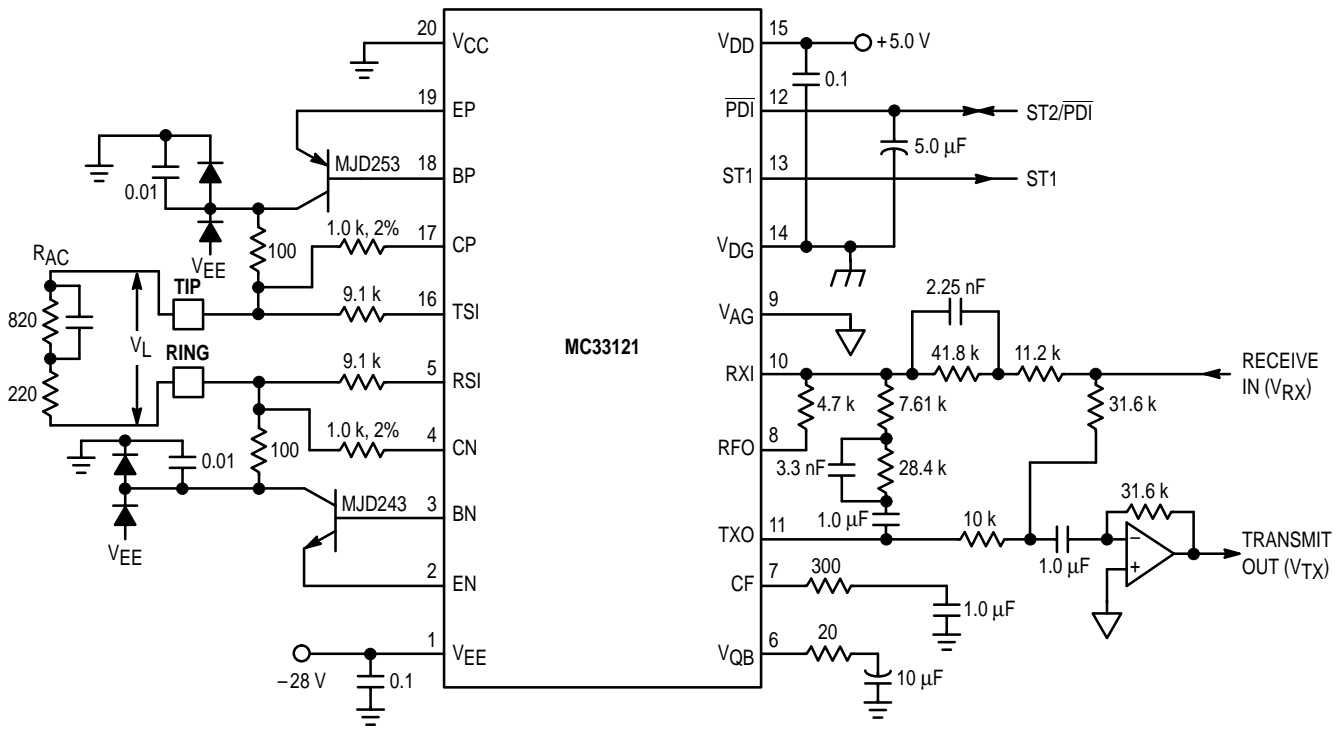 20
VCC
19
EP
MJD253
18
BP
0.01
1.0 k, 2%
17
CP
100
VEE
RAC
TIP
9.1 k
16
TSI
820
VL
RING
9.1 k
5
RSI
220
1.0 k, 2%
4
CN
100
0.01
MJD243
3
BN
VEE
2
EN
1
VEE
–28 V
0.1
MC33121
VDD
15
+5.0 V
0.1
PDI
12
ST2/PDI
5.0 µF
ST1
13
ST1
VDG
14
2.25 nF
VAG
9
41.8 k
11.2 k
RXI
10
RECEIVE
IN (VRX)
4.7 k
7.61 k
31.6 k
RFO
8
3.3 nF
28.4 k
31.6 k
1.0 µF
TXO
11
10 k
–
+
1.0 µF
TRANSMIT
OUT (VTX)
CF
7
300
1.0 µF
VQB
6
20
10 µF